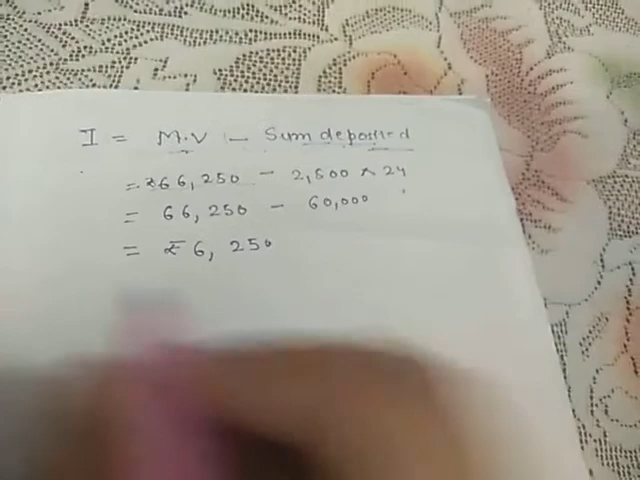 I = M.V - Sum deposited
= ₹66,250 - 2,500 × 24
= 66,250 - 60,000
= ₹6,250